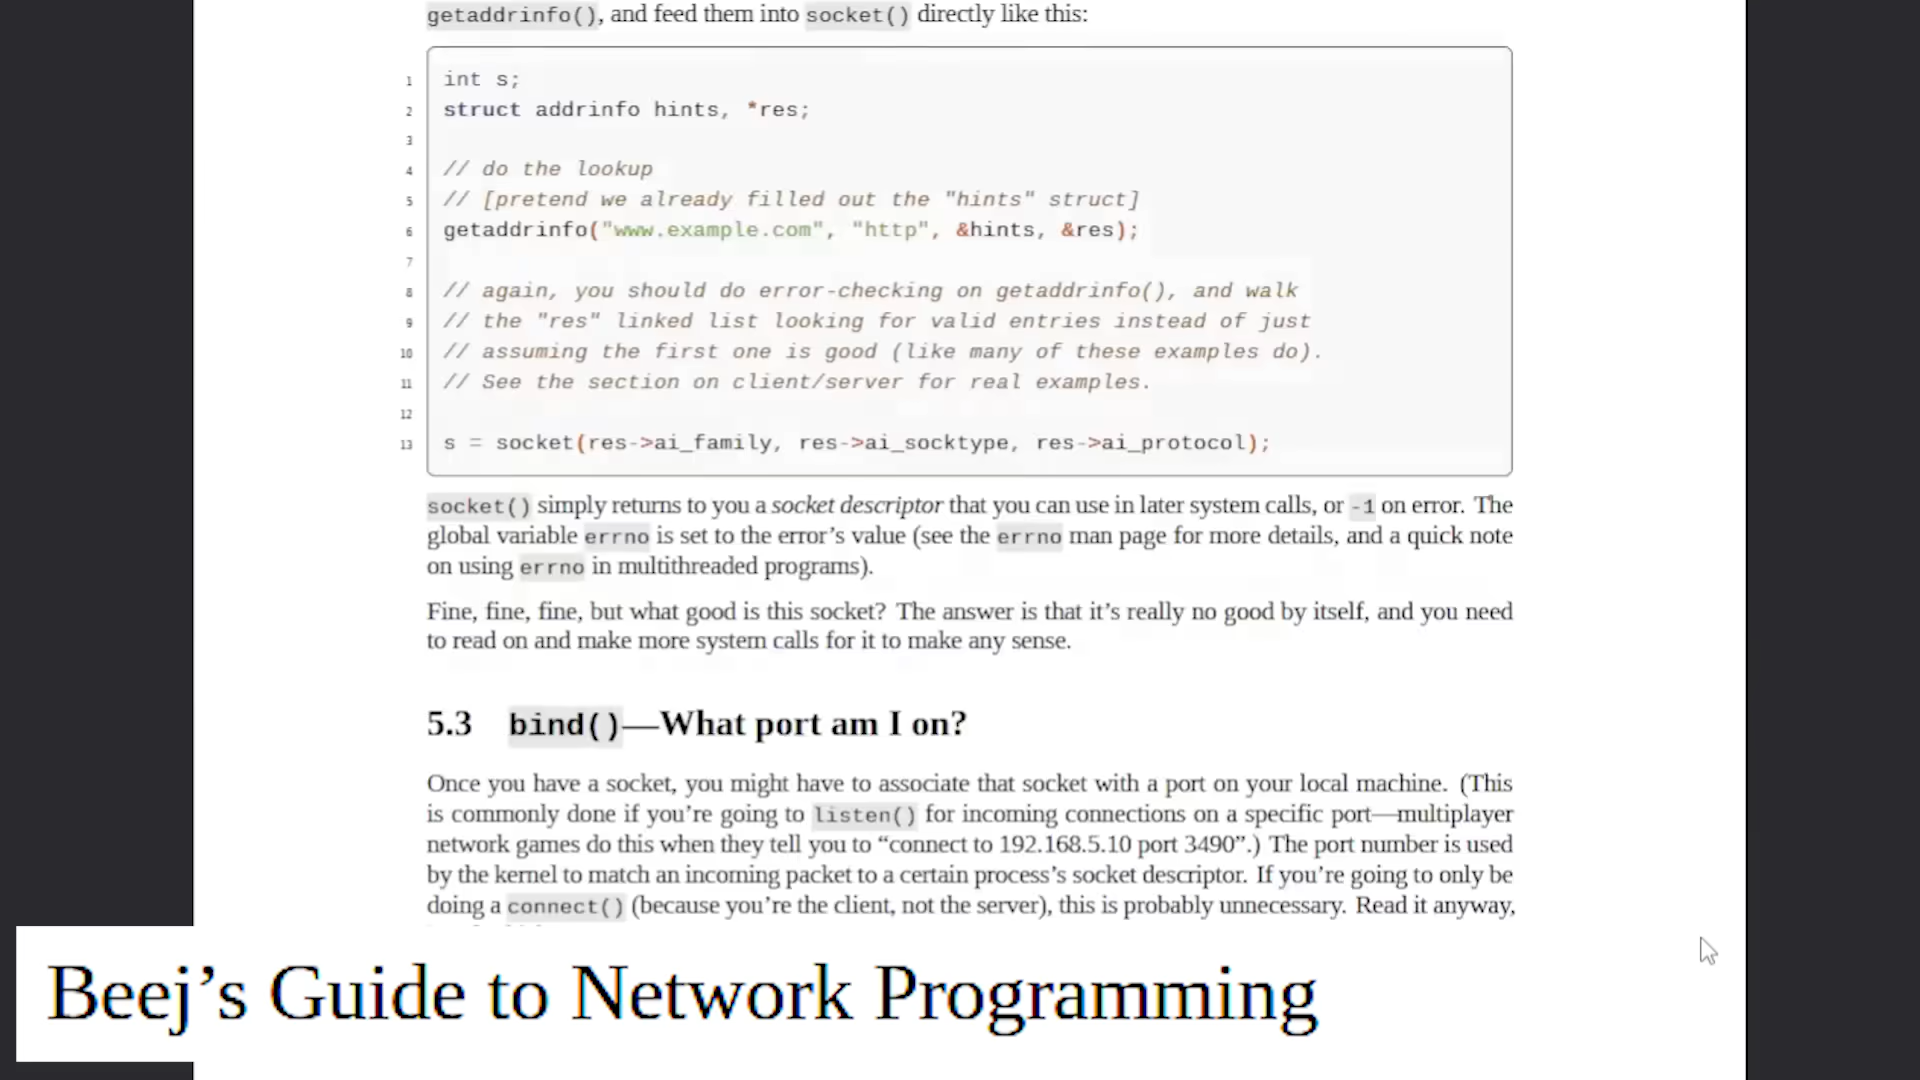 getaddrinfo(), and feed them into socket() directly like this:
1 int s;
2 struct addrinfo hints, *res;
3
4 // do the lookup
5 // [pretend we already filled out the "hints" struct]
6 getaddrinfo("www.example.com", "http", &hints, &res);
7
8 // again, you should do error-checking on getaddrinfo(), and walk
9 // the "res" linked list looking for valid entries instead of just
10 // assuming the first one is good (like many of these examples do).
11 // See the section on client/server for real examples.
12
13 s = socket(res->ai_family, res->ai_socktype, res->ai_protocol);
socket() simply returns to you a socket descriptor that you can use in later system calls, or -1 on error. The
global variable errno is set to the error’s value (see the errno man page for more details, and a quick note
on using errno in multithreaded programs).
Fine, fine, fine, but what good is this socket? The answer is that it’s really no good by itself, and you need
to read on and make more system calls for it to make any sense.
5.3 bind()—What port am I on?
Once you have a socket, you might have to associate that socket with a port on your local machine. (This
is commonly done if you’re going to listen() for incoming connections on a specific port—multiplayer
network games do this when they tell you to “connect to 192.168.5.10 port 3490”.) The port number is used
by the kernel to match an incoming packet to a certain process’s socket descriptor. If you’re going to only be
doing a connect() (because you’re the client, not the server), this is probably unnecessary. Read it anyway,
Beej’s Guide to Network Programming